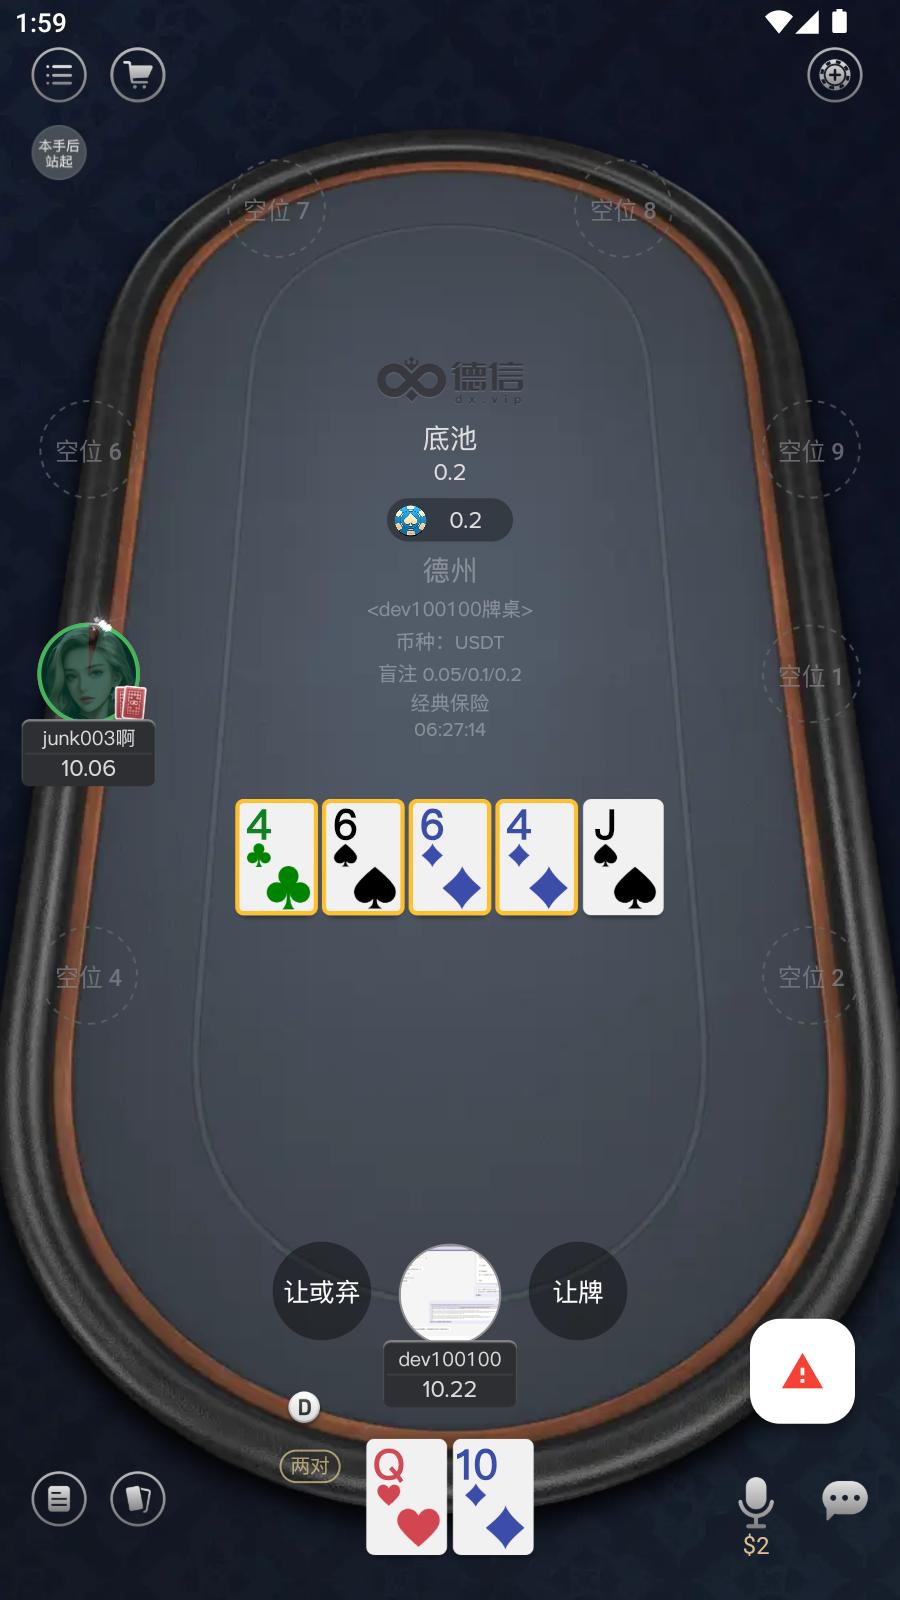 1:59
本手后
站起
空位 7
空位 8
德信
dx.vip
底池
0.2
空位 6
空位 9
0.2
德州
<dev100100牌桌>
币种：USDT
空位 1
盲注 0.05/0.1/0.2
经典保险
06:27:14
junk003啊
10.06
4
6
6
4
J
空位 4
空位 2
让或弃
让牌
dev100100
10.22
D
两对
Q
10
$2